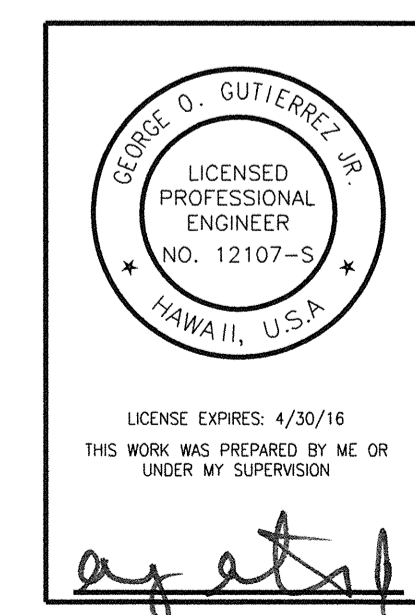 GEORGE O. GUTIERREZ JR.
LICENSED
PROFESSIONAL
ENGINEER
NO. 12107-S
HAWAII, U.S.A
LICENSE EXPIRES: 4/30/16
THIS WORK WAS PREPARED BY ME OR
UNDER MY SUPERVISION